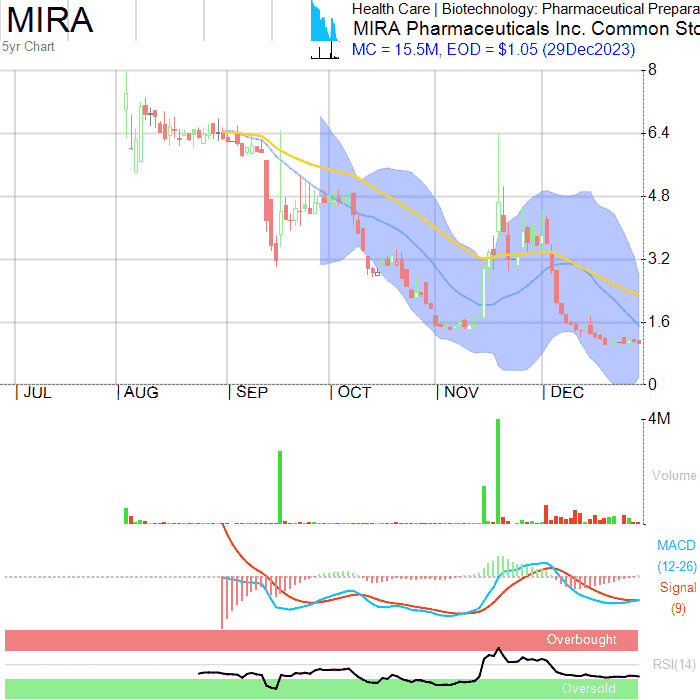 MIRA
5yr Chart
Health Care | Biotechnology: Pharmaceutical Prepara
MIRA Pharmaceuticals Inc. Common Sto
MC = 15.5M, EOD = $1.05 (29Dec2023)
8
6.4
4.8
3.2
1.6
0
JUL AUG SEP OCT NOV DEC
4M
Volume
MACD
(12-26)
Signal
(9)
Overbought
RSI(14)
Oversold